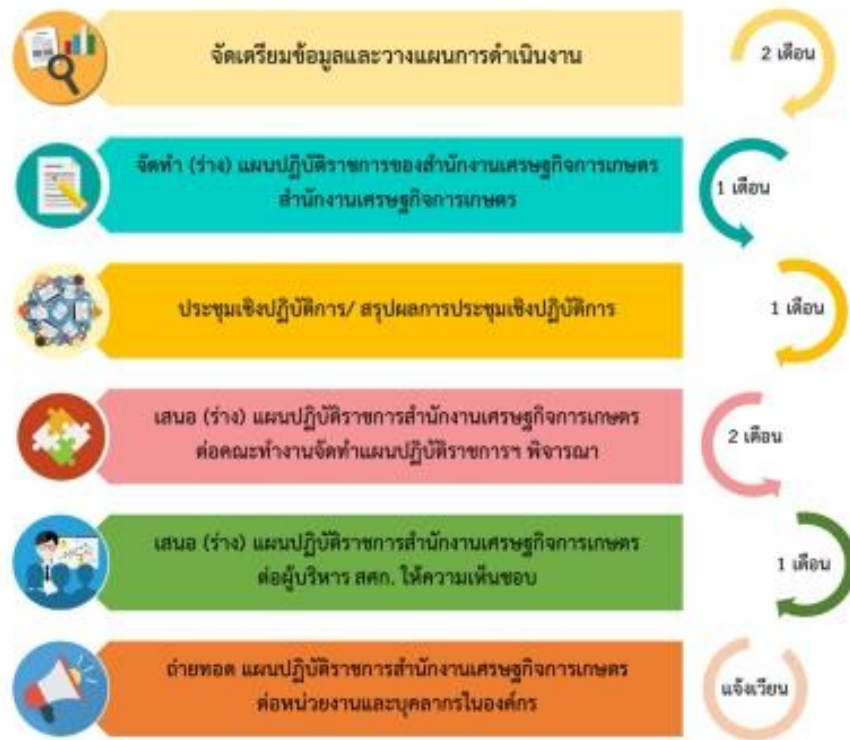 จัดเตรียมข้อมูลและวางแผนการดำเนินงาน
2 เดือน
จัดทำ (ร่าง) แผนปฏิบัติราชการของสำนักงานเศรษฐกิจการเกษตร
สำนักงานเศรษฐกิจการเกษตร
1 เดือน
ประชุมเชิงปฏิบัติการ/ สรุปผลการประชุมเชิงปฏิบัติการ
1 เดือน
เสนอ (ร่าง) แผนปฏิบัติราชการสำนักงานเศรษฐกิจการเกษตร
ต่อคณะทำงานจัดทำแผนปฏิบัติราชการฯ พิจารณา
2 เดือน
เสนอ (ร่าง) แผนปฏิบัติราชการสำนักงานเศรษฐกิจการเกษตร
ต่อผู้บริหาร สศก. ให้ความเห็นชอบ
1 เดือน
ถ่ายทอด แผนปฏิบัติราชการสำนักงานเศรษฐกิจการเกษตร
ต่อหน่วยงานและบุคลากรในองค์กร
แจ้งเวียน